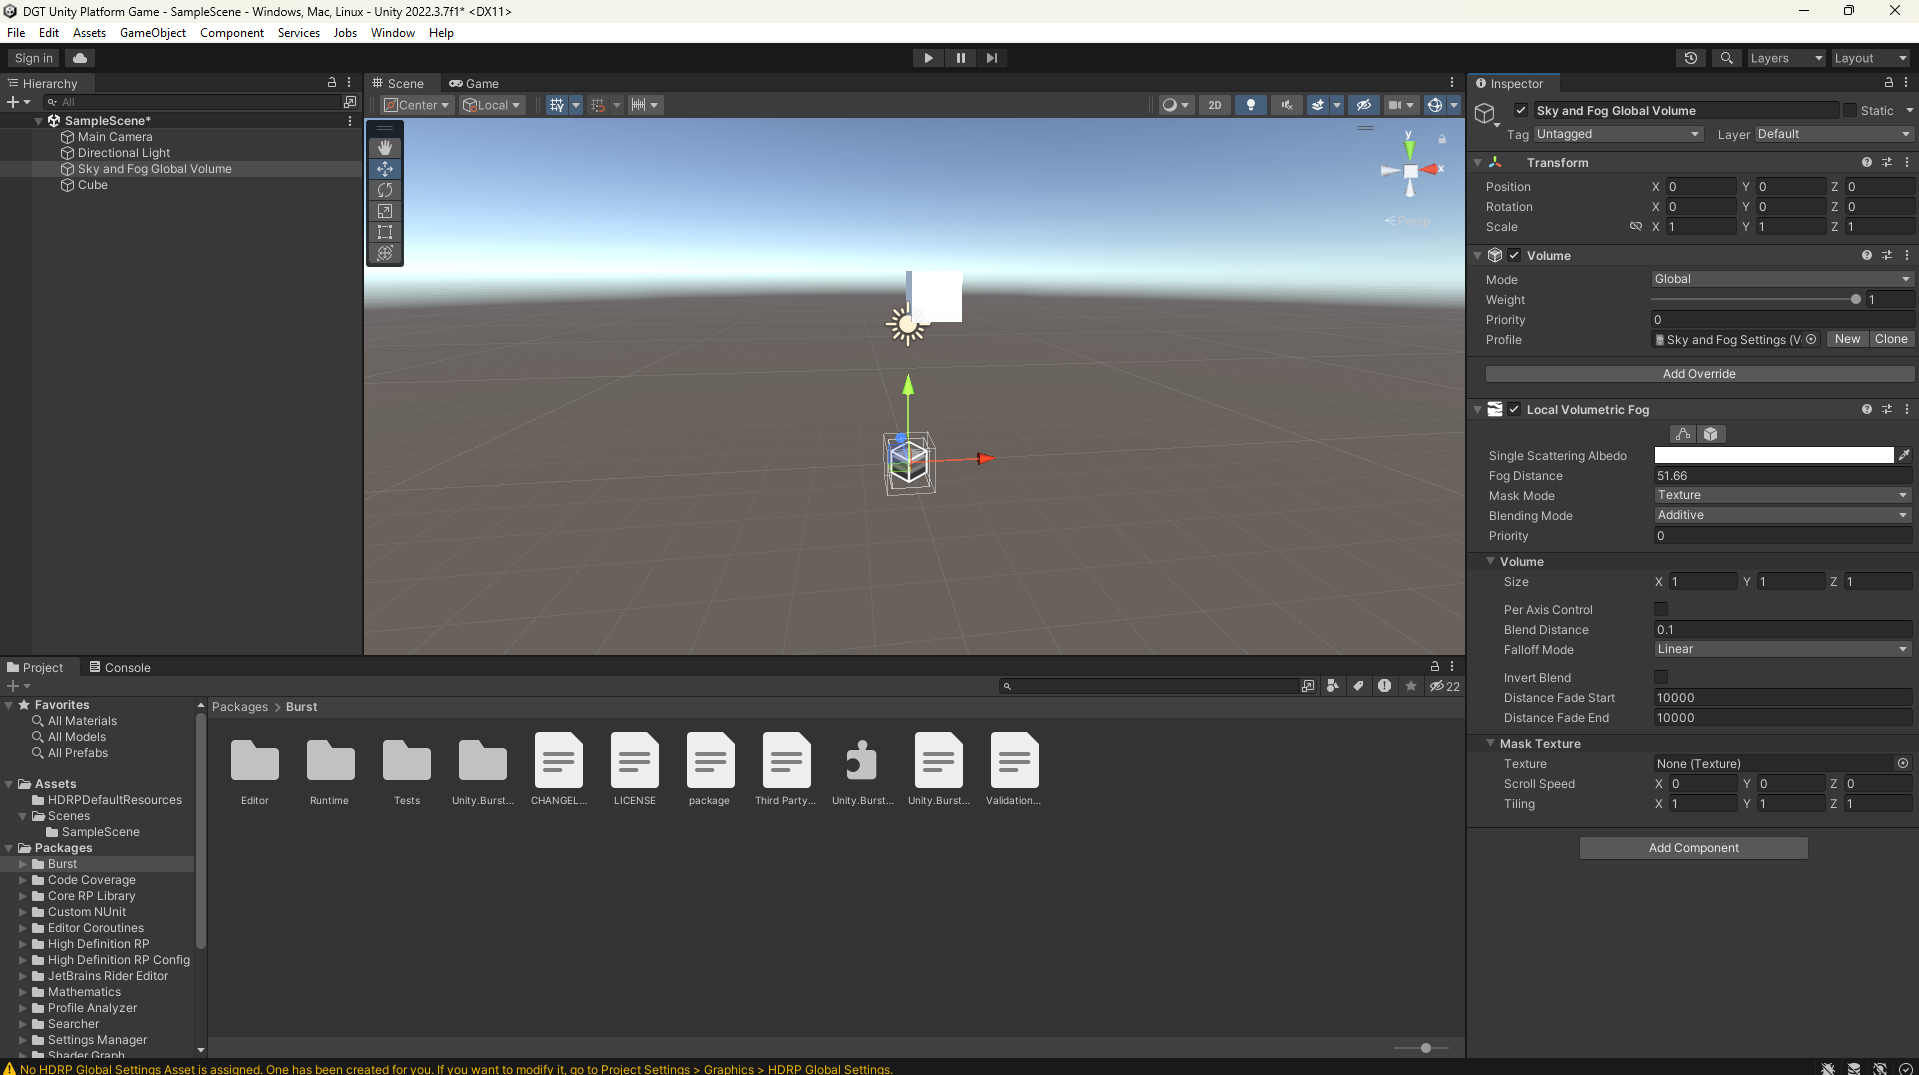 DGT Unity Platform Game - SampleScene - Windows, Mac, Linux - Unity 2022.3.7f1* <DX11>
File Edit Assets GameObject Component Services Jobs Window Help
Sign in
Layers
Layout
Hierarchy
All
SampleScene*
Main Camera
Directional Light
Sky and Fog Global Volume
Cube
Scene
Game
Center
Local
2D
y
x
Persp
Inspector
Sky and Fog Global Volume
Static
Tag Untagged
Layer Default
Transform
Position X 0 Y 0 Z 0
Rotation X 0 Y 0 Z 0
Scale X 1 Y 1 Z 1
Volume
Mode Global
Weight 1
Priority 0
Profile Sky and Fog Settings (V New Clone
Add Override
Local Volumetric Fog
Single Scattering Albedo
Fog Distance 51.66
Mask Mode Texture
Blending Mode Additive
Priority 0
Volume
Size X 1 Y 1 Z 1
Per Axis Control
Blend Distance 0.1
Falloff Mode Linear
Invert Blend
Distance Fade Start 10000
Distance Fade End 10000
Mask Texture
Texture None (Texture)
Scroll Speed X 0 Y 0 Z 0
Tiling X 1 Y 1 Z 1
Add Component
Project
Console
22
Favorites
All Materials
All Models
All Prefabs
Assets
HDRPDefaultResources
Scenes
SampleScene
Packages
Burst
Code Coverage
Core RP Library
Custom NUnit
Editor Coroutines
High Definition RP
High Definition RP Config
JetBrains Rider Editor
Mathematics
Profile Analyzer
Searcher
Settings Manager
Shader Graph
Packages > Burst
Editor
Runtime
Tests
Unity.Burst...
CHANGEL...
LICENSE
package
Third Party...
Unity.Burst...
Unity.Burst...
Validation...
No HDRP Global Settings Asset is assigned. One has been created for you. If you want to modify it, go to Project Settings > Graphics > HDRP Global Settings.